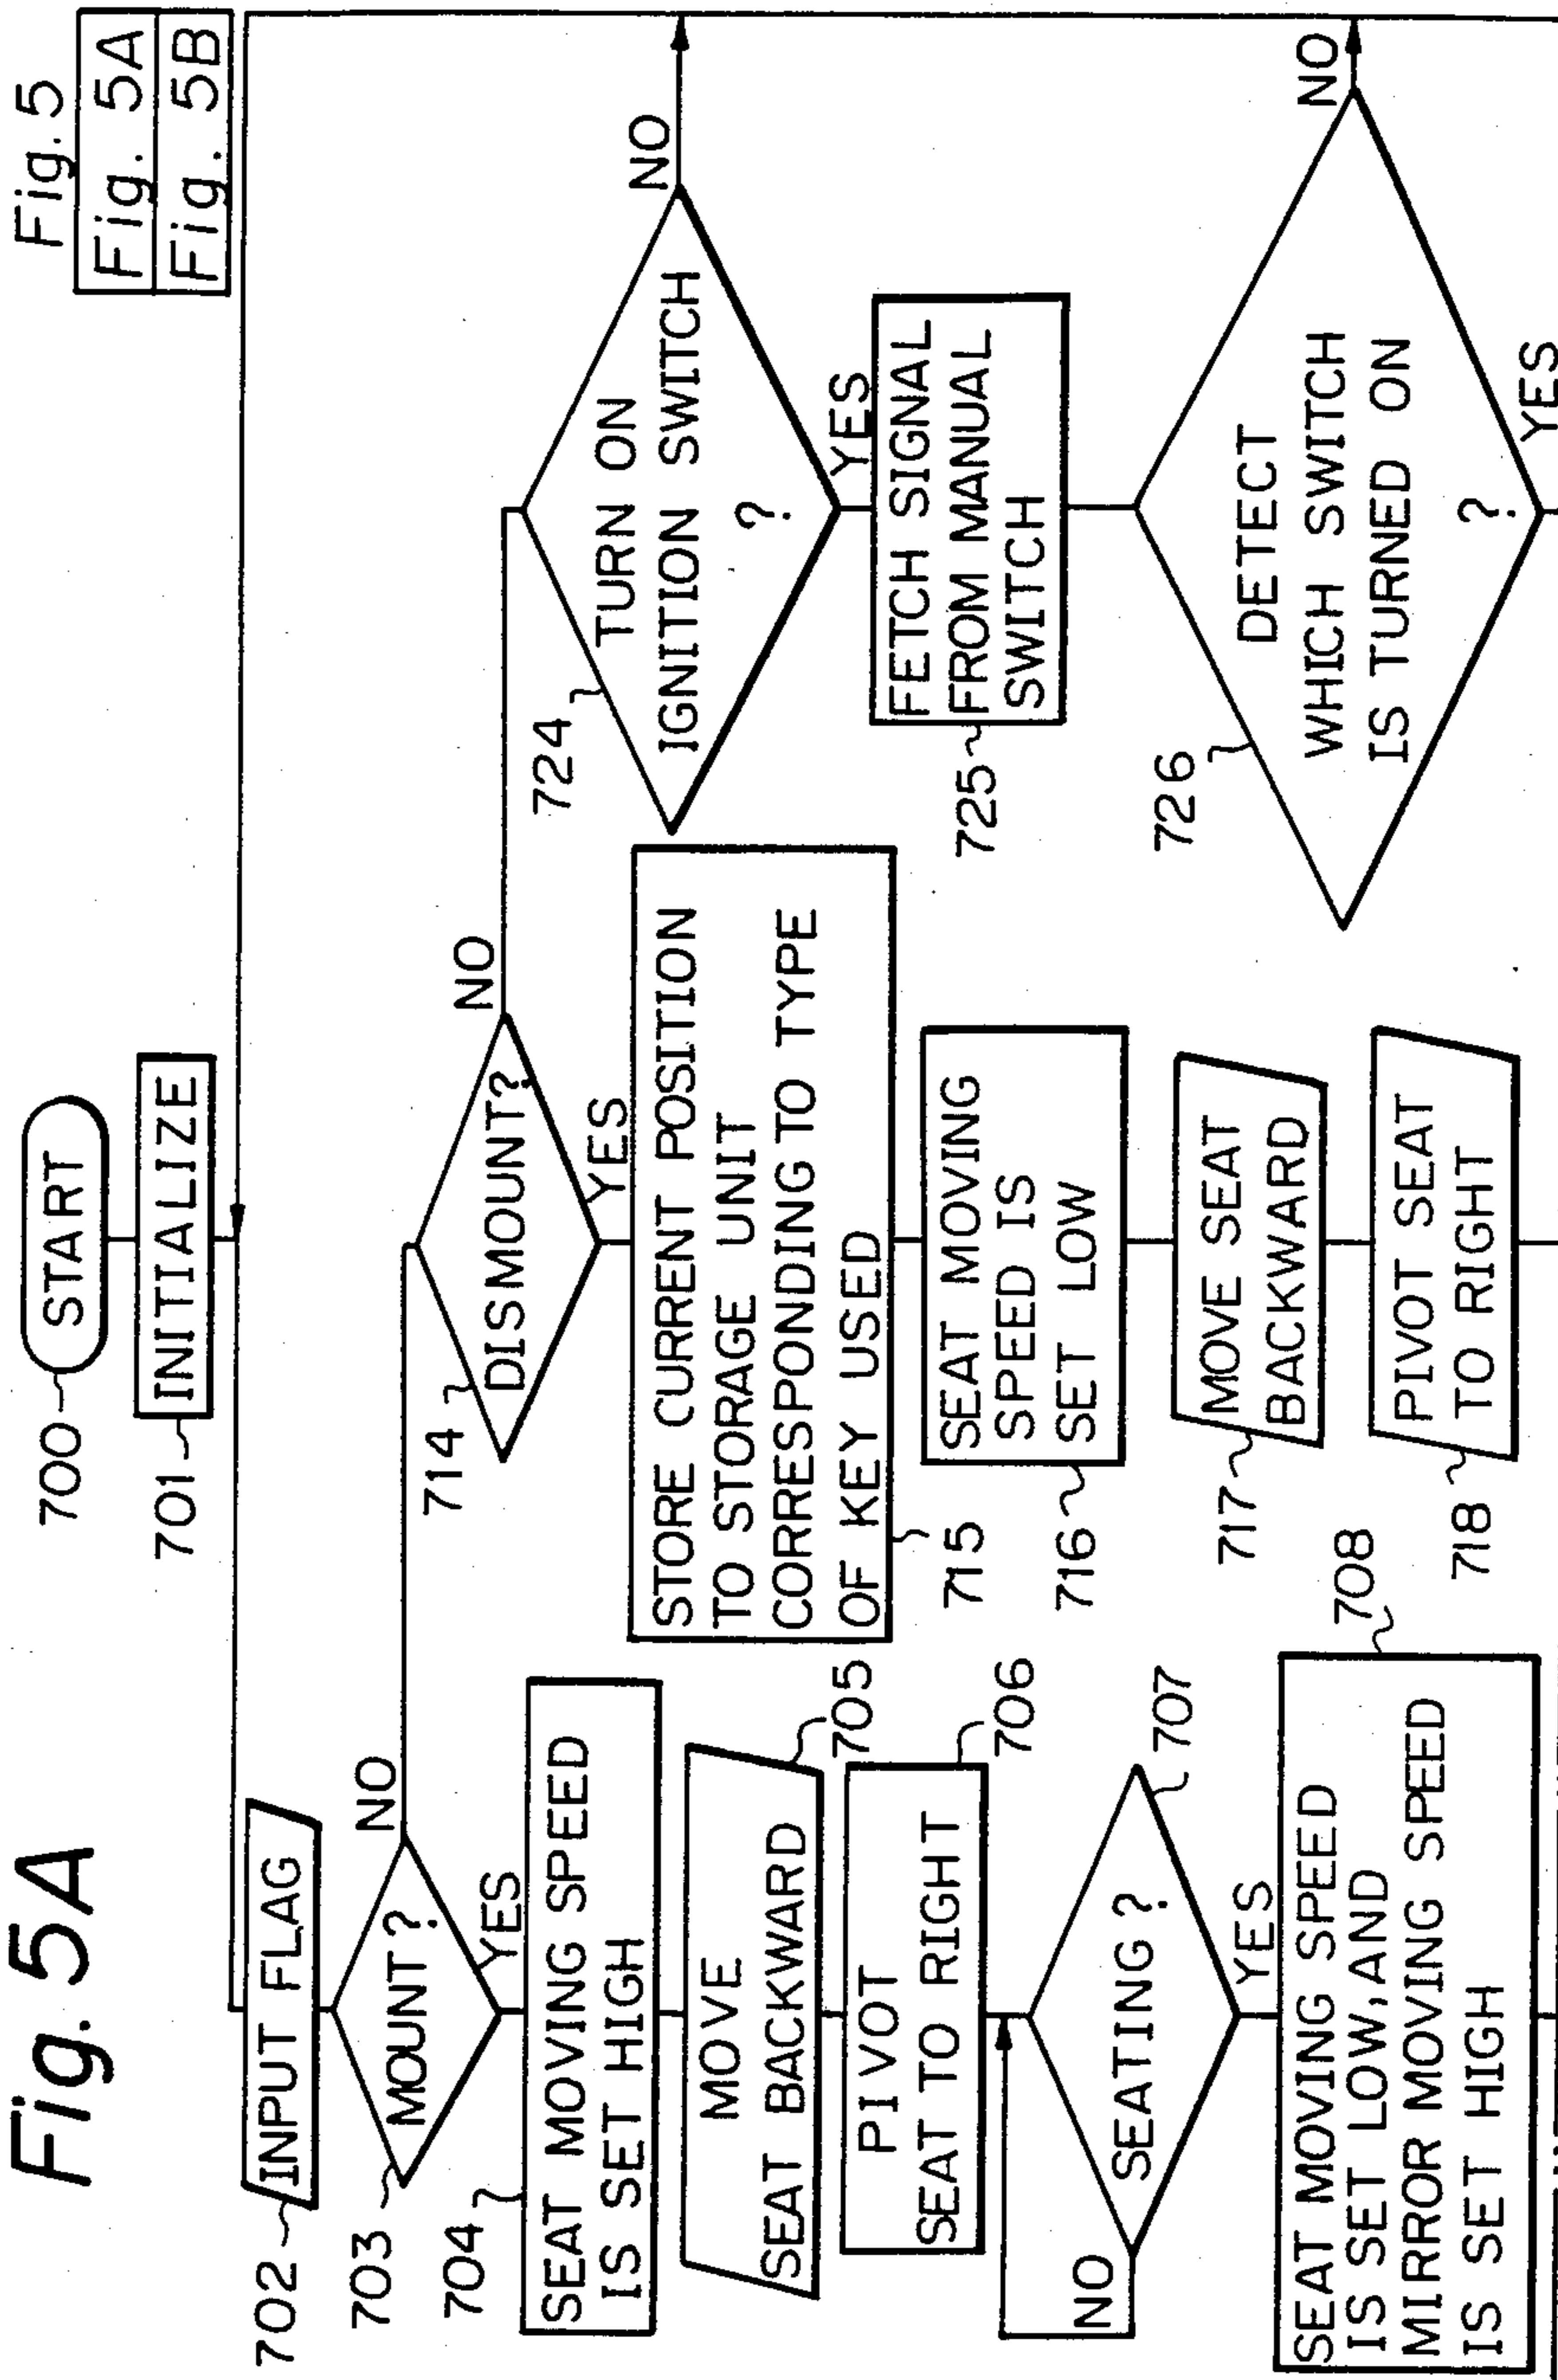 Fig. 5A
Fig. 5
Fig. 5A
Fig. 5B
700
START
701
INITIALIZE
702
INPUT FLAG
703
MOUNT?
NO
YES
704
SEAT MOVING SPEED
IS SET HIGH
705
MOVE
SEAT BACKWARD
706
PIVOT
SEAT TO RIGHT
707
SEATING?
NO
YES
708
SEAT MOVING SPEED
IS SET LOW, AND
MIRROR MOVING SPEED
IS SET HIGH
714
DISMOUNT?
NO
YES
715
STORE CURRENT POSITION
TO STORAGE UNIT
CORRESPONDING TO TYPE
OF KEY USED
716
SEAT MOVING
SPEED IS
SET LOW
717
MOVE SEAT
BACKWARD
718
PIVOT SEAT
TO RIGHT
724
TURN ON
IGNITION SWITCH
?
NO
YES
725
FETCH SIGNAL
FROM MANUAL
SWITCH
726
DETECT
WHICH SWITCH
IS TURNED ON
?
NO
YES